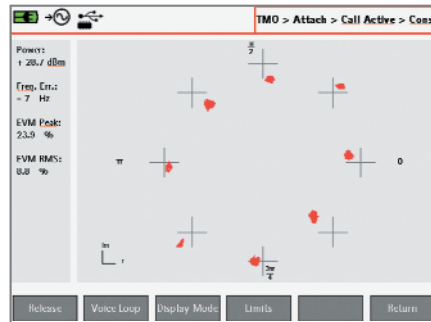 TMO > Attach > Call Active > Cons
Power:
+ 28.7 dBm
Freq. Err.:
- 7 Hz
EVM Peak:
23.9 %
EVM RMS:
8.8 %
π
2
π
0
Im
r
3π
4
Release
Voice Loop
Display Mode
Limits
Return